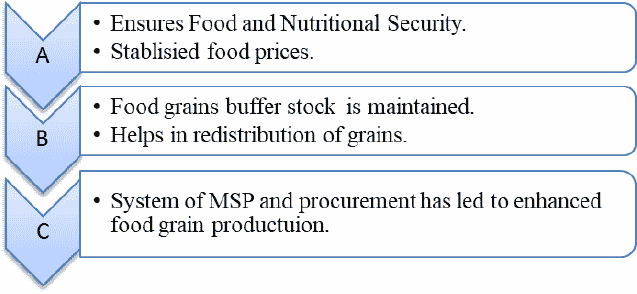 A
• Ensures Food and Nutritional Security.
• Stablisied food prices.
B
• Food grains buffer stock is maintained.
• Helps in redistribution of grains.
C
• System of MSP and procurement has led to enhanced
food grain productuion.